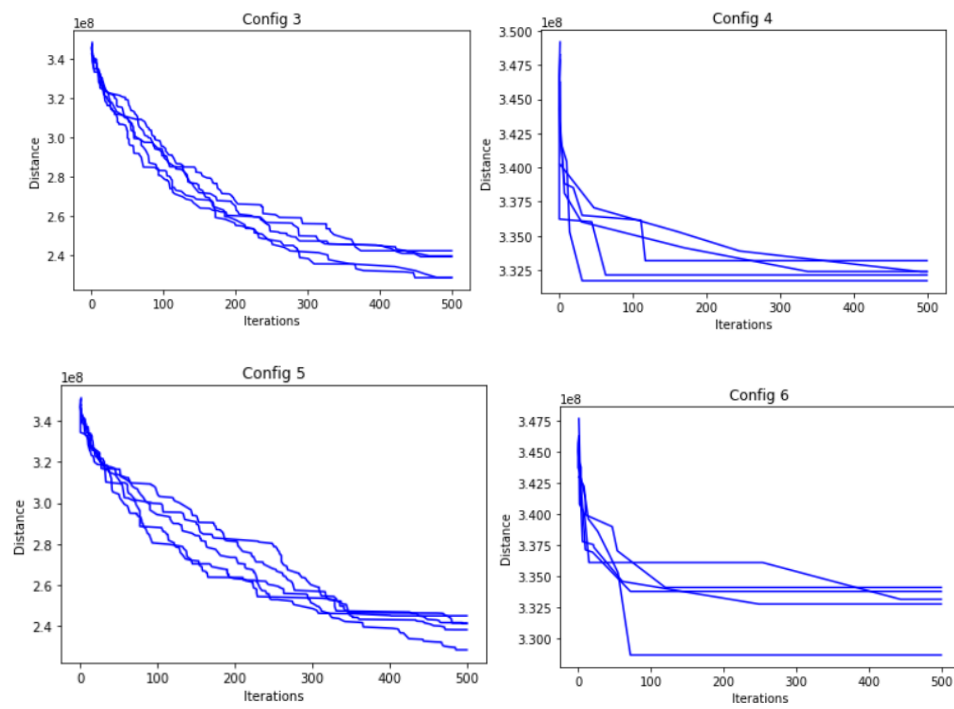 Config 3
1e8
3.4
3.2
3.0
2.8
2.6
2.4
Distance
0 100 200 300 400 500
Iterations
Config 4
1e8
3.500
3.475
3.450
3.425
3.400
3.375
3.350
3.325
Distance
0 100 200 300 400 500
Iterations
Config 5
1e8
3.4
3.2
3.0
2.8
2.6
2.4
Distance
0 100 200 300 400 500
Iterations
Config 6
1e8
3.475
3.450
3.425
3.400
3.375
3.350
3.325
3.300
Distance
0 100 200 300 400 500
Iterations